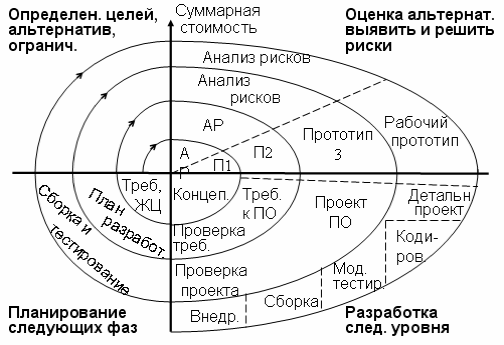 Определен. целей,
альтернатив,
огранич.
Суммарная
стоимость
Оценка альтернат.
выявить и решить
риски
Анализ рисков
Анализ
рисков
АР
А
Р
П1
П2
Прототип
3
Рабочий
прототип
Треб,
ЖЦ
Концеп.
Треб.
к ПО
Проект
ПО
Детальн
проект
Сборка и
тестирование
План
разработ
Проверка
треб.
Кодиров.
Проверка
проекта
Мод.
тестир.
Внедр.
Сборка
Планирование
следующих фаз
Разработка
след. уровня